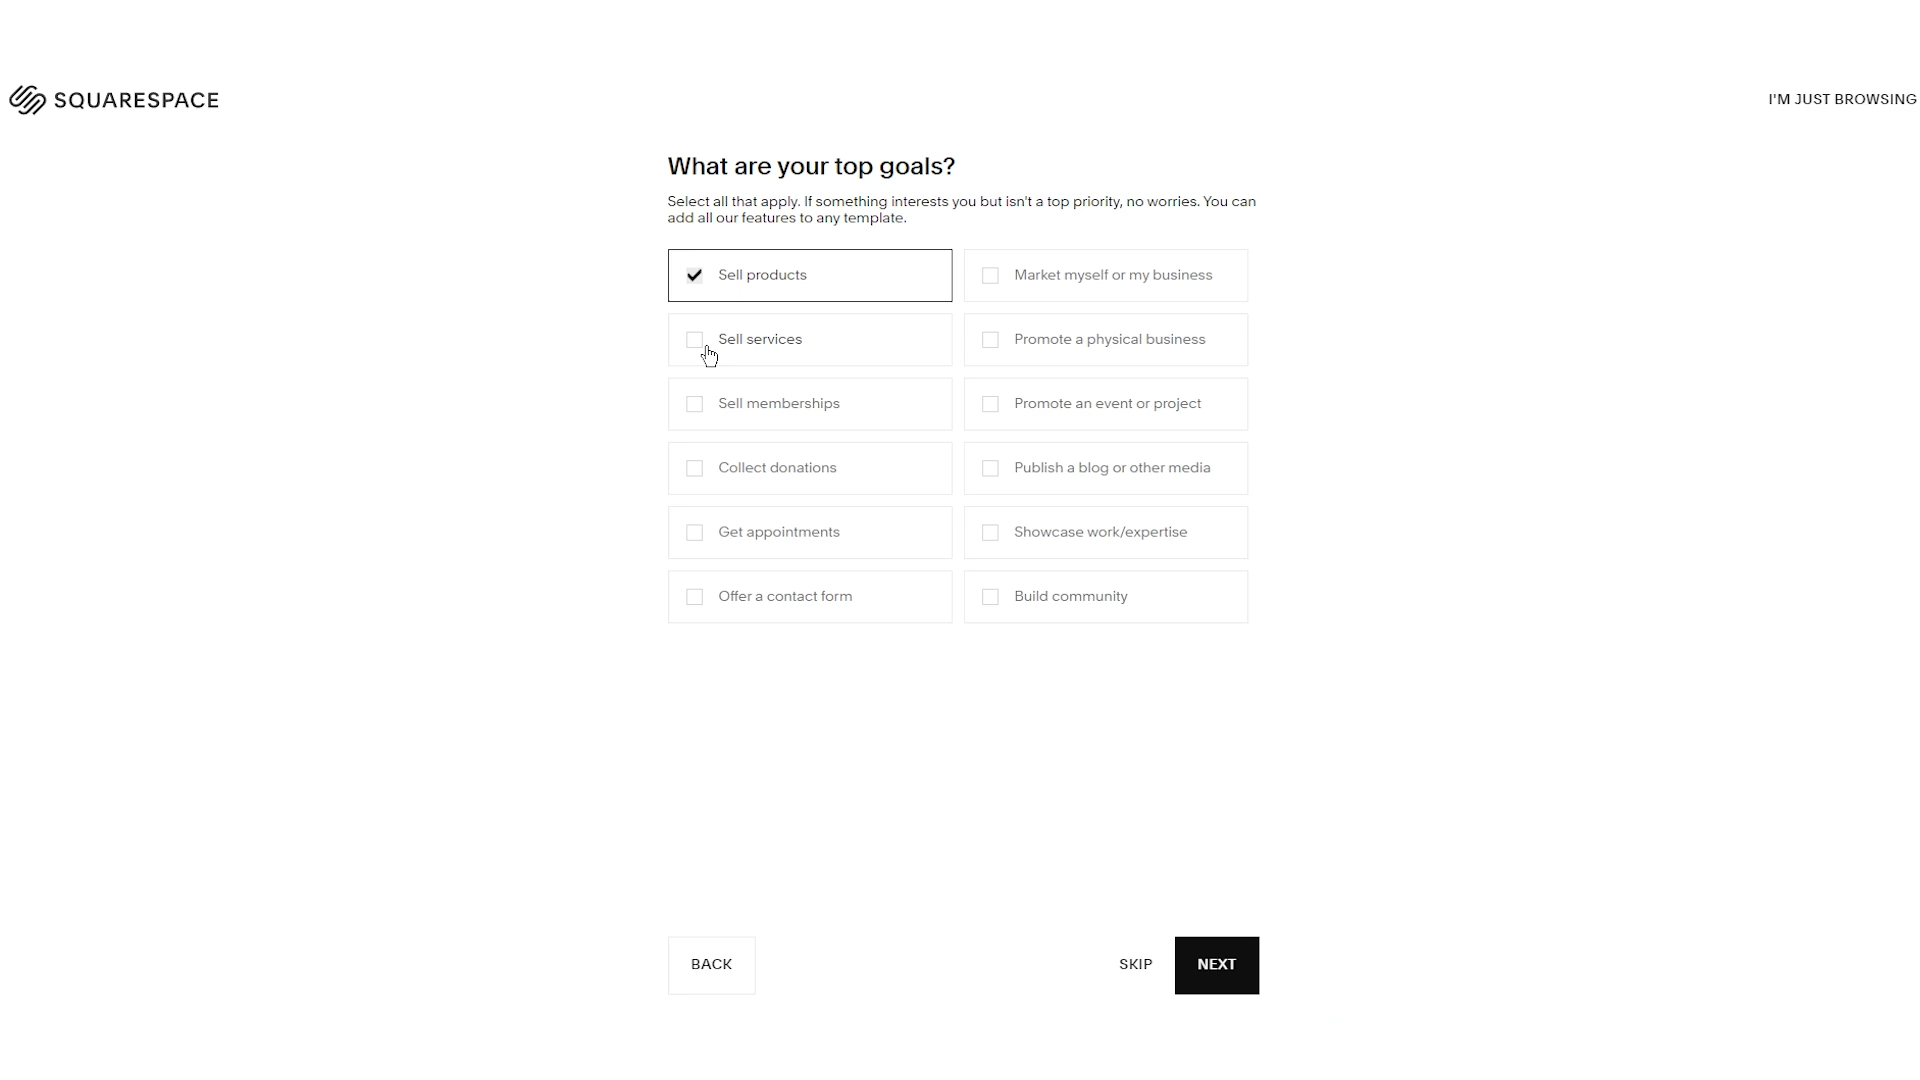 SQUARESPACE
I'M JUST BROWSING
What are your top goals?
Select all that apply. If something interests you but isn't a top priority, no worries. You can
add all our features to any template.
Sell products
Market myself or my business
Sell services
Promote a physical business
Sell memberships
Promote an event or project
Collect donations
Publish a blog or other media
Get appointments
Showcase work/expertise
Offer a contact form
Build community
BACK
SKIP
NEXT